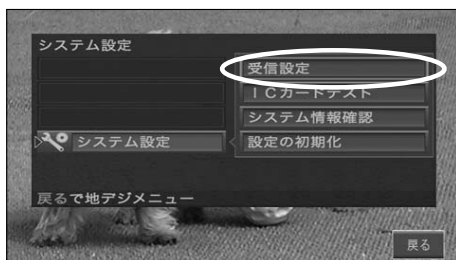 システム設定
受信設定
ＩＣカードテスト
システム情報確認
システム設定
設定の初期化
戻るで地デジメニュー
戻る